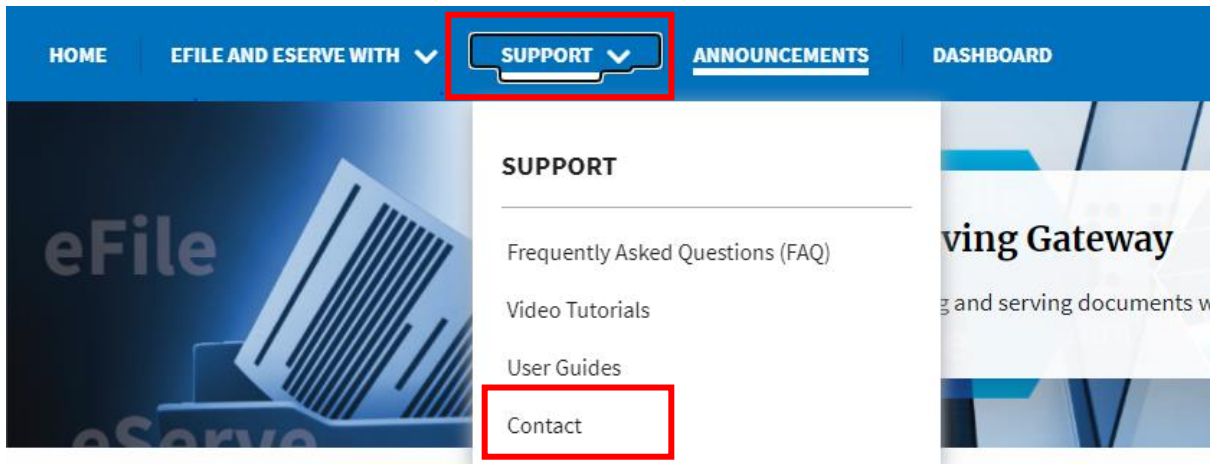 HOME EFILE AND ESERVE WITH SUPPORT ANNOUNCEMENTS DASHBOARD
SUPPORT
Frequently Asked Questions (FAQ)
Video Tutorials
User Guides
Contact
eFile
eServe
ving Gateway
and serving documents